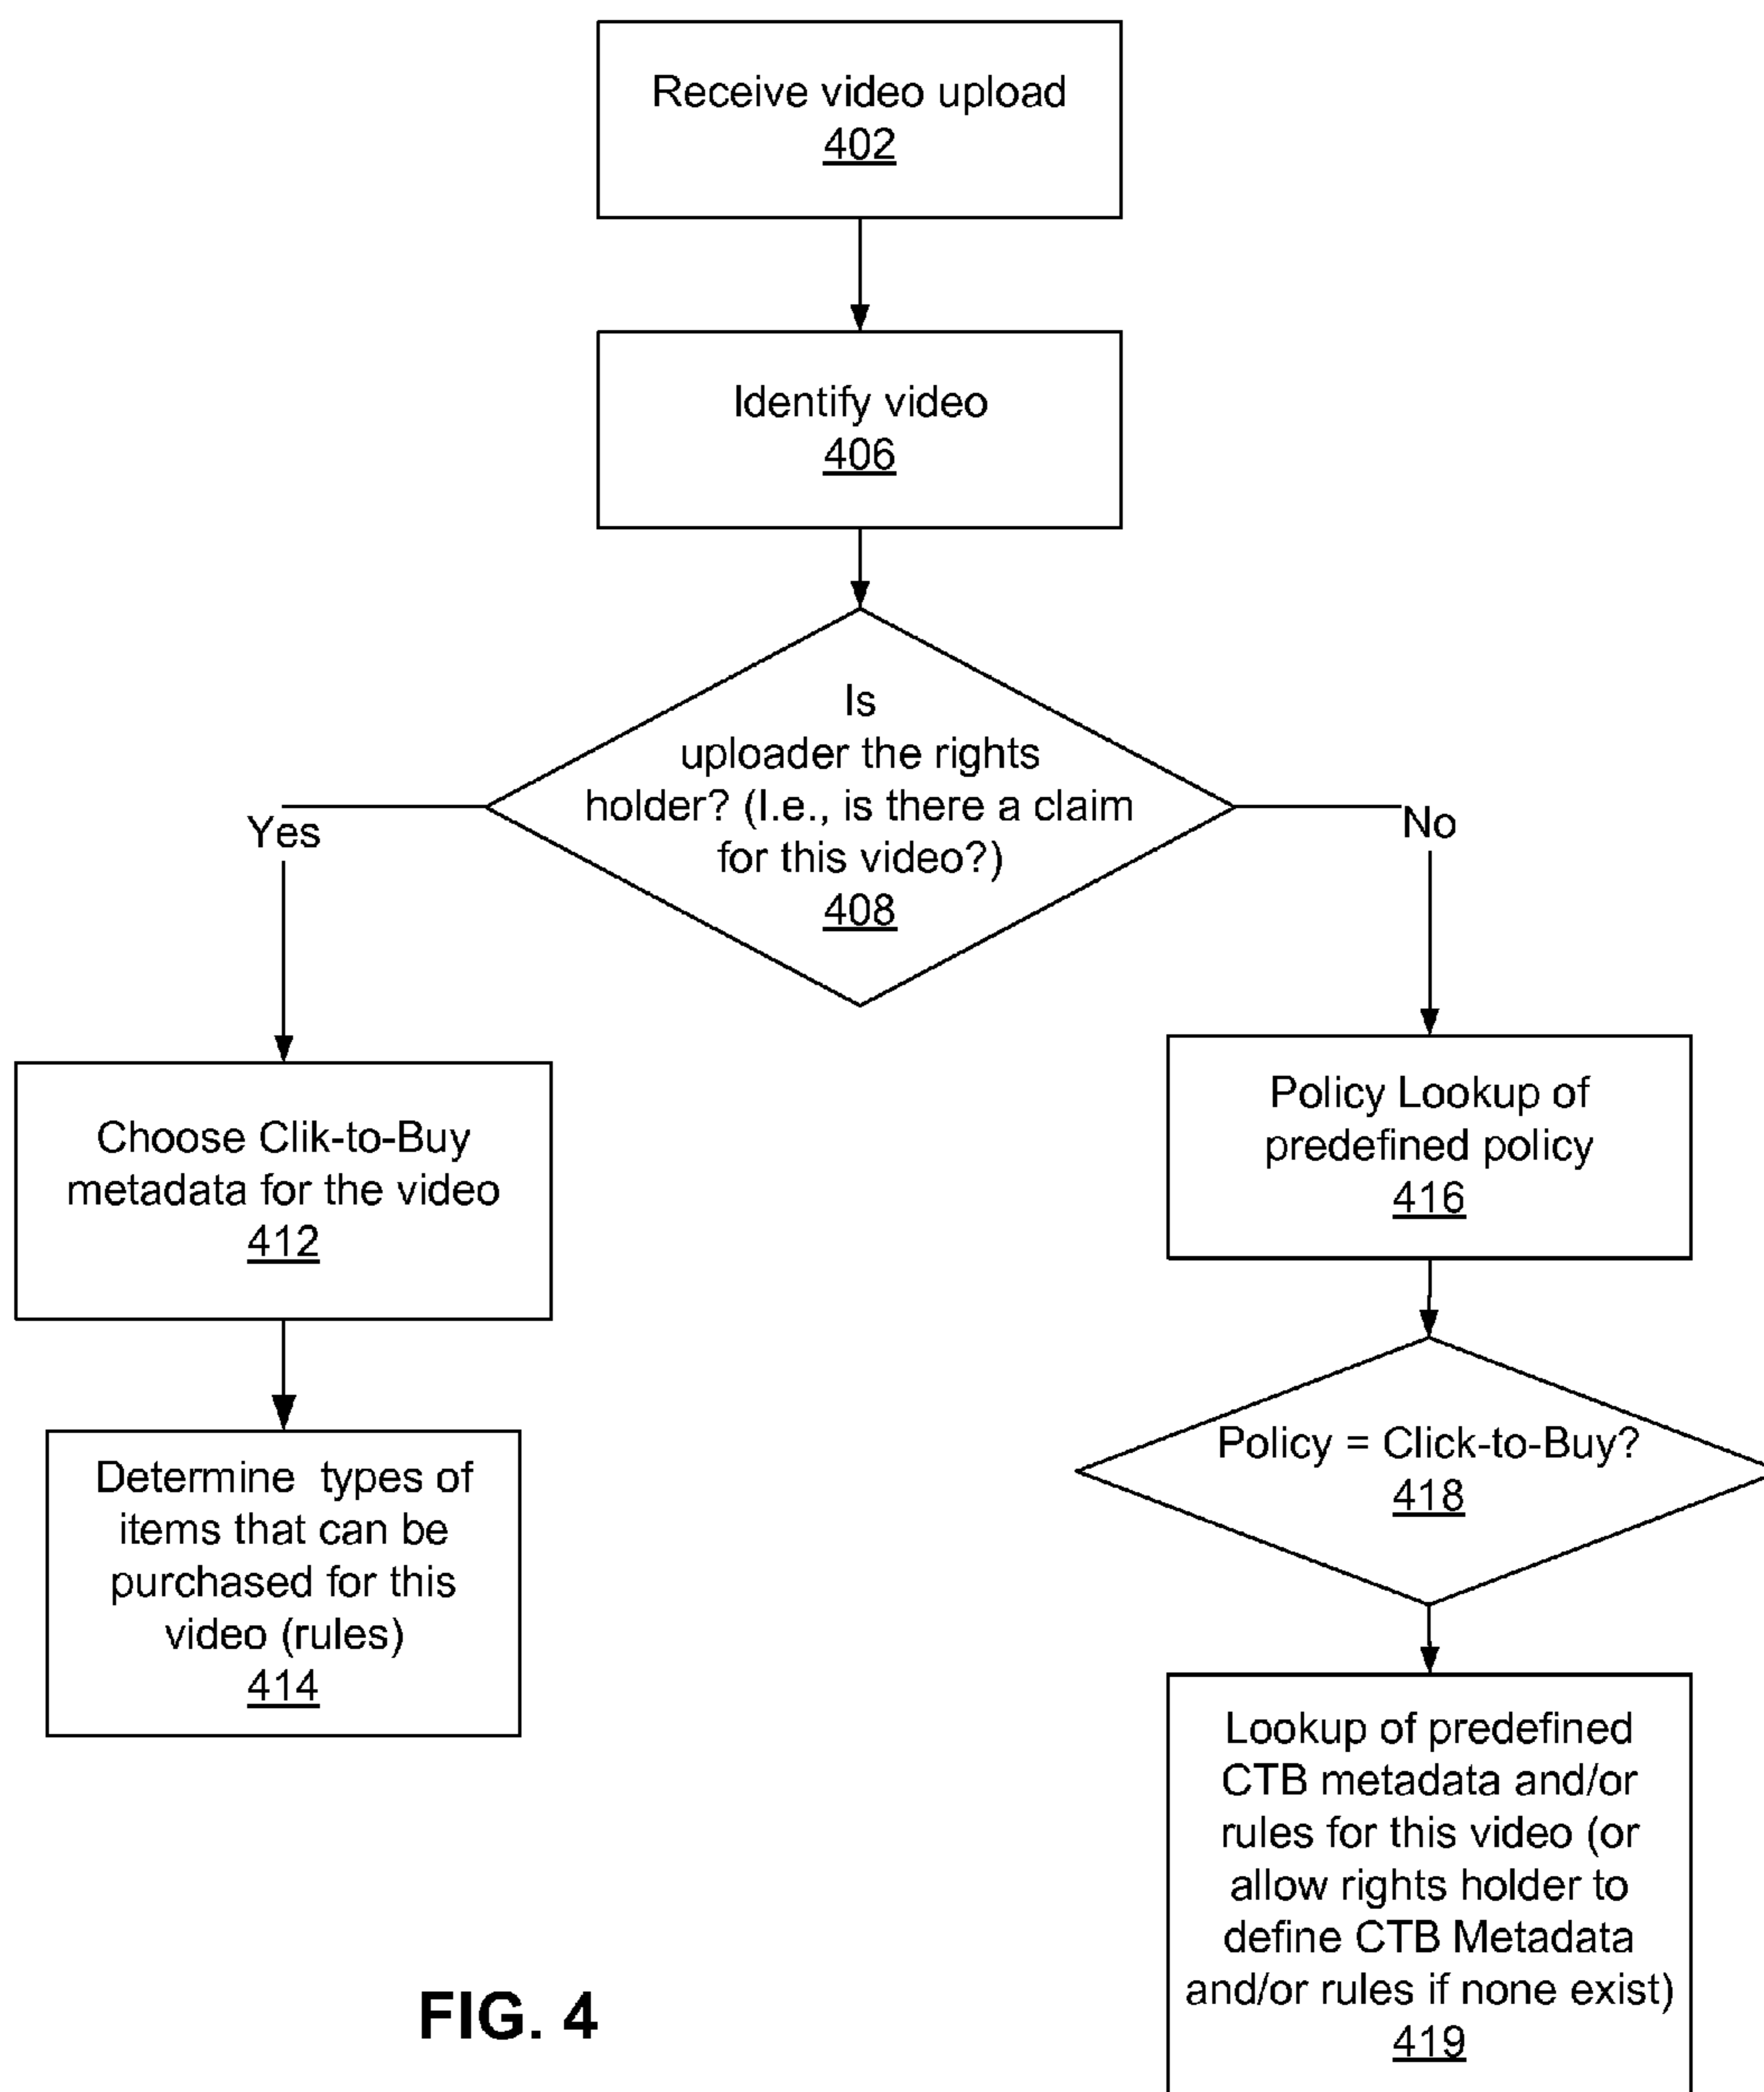 Receive video upload
402
Identify video
406
Is
uploader the rights
holder? (I.e., is there a claim
for this video?)
408
Yes
No
Choose Clik-to-Buy
metadata for the video
412
Policy Lookup of
predefined policy
416
Determine types of
items that can be
purchased for this
video (rules)
414
Policy = Click-to-Buy?
418
Lookup of predefined
CTB metadata and/or
rules for this video (or
allow rights holder to
define CTB Metadata
and/or rules if none exist)
419
FIG. 4